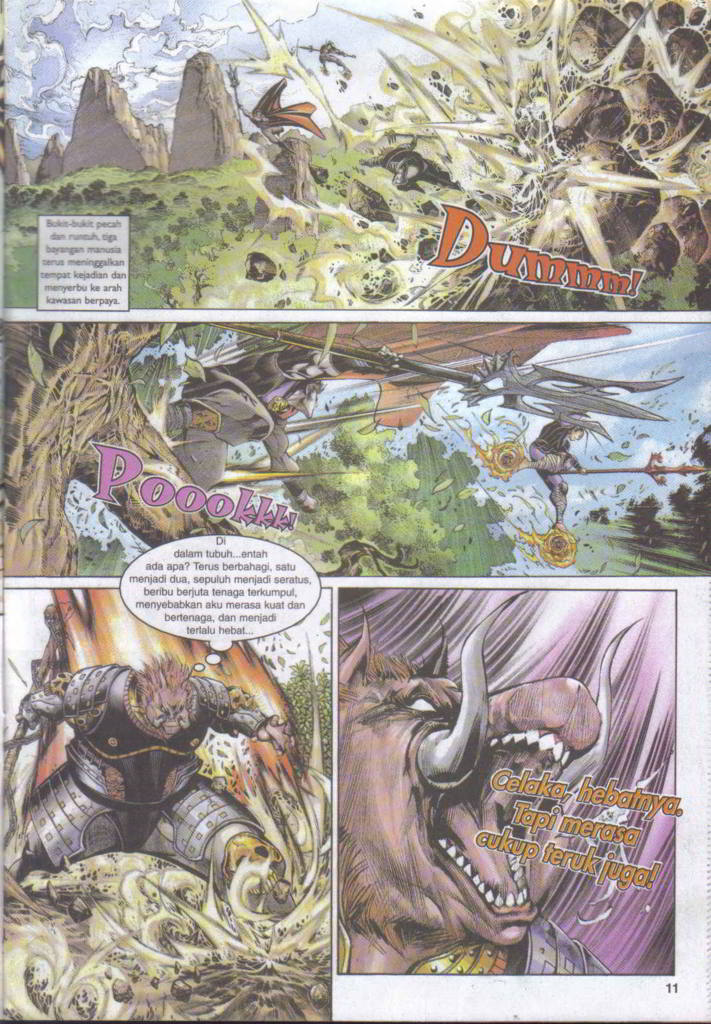 Bukit-bukit pecah
dan runtuh, tiga
bayangan manusia
terus meninggalkan
tempat kejadian dan
menyerbu ke arah
kawasan berpaya.
Dummm!
Poookkk!
Di
dalam tubuh...entah
ada apa? Terus berbahagi, satu
menjadi dua, sepuluh menjadi seratus,
beribu berjuta tenaga terkumpul,
menyebabkan aku merasa kuat dan
bertenaga, dan menjadi
terlalu hebat...
Celaka, hebatnya.
Tapi merasa
cukup teruk juga!
11